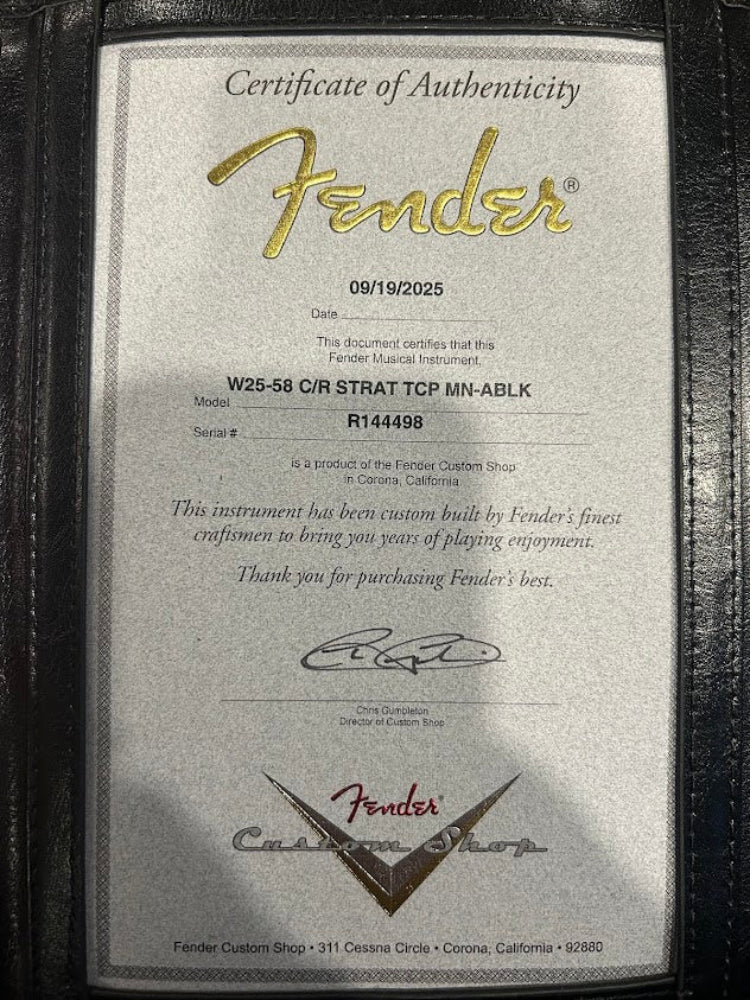 Certificate of Authenticity
Fender®
09/19/2025
Date
This document certifies that this
Fender Musical Instrument,
W25-58 C/R STRAT TCP MN-ABLK
Model
R144498
Serial #
is a product of the Fender Custom Shop
in Corona, California
This instrument has been custom built by Fender's finest
craftsmen to bring you years of playing enjoyment.
Thank you for purchasing Fender's best.
Chris Gumpleton
Director of Custom Shop
Fender®
Custom Shop
Fender Custom Shop • 311 Cessna Circle • Corona, California • 92880